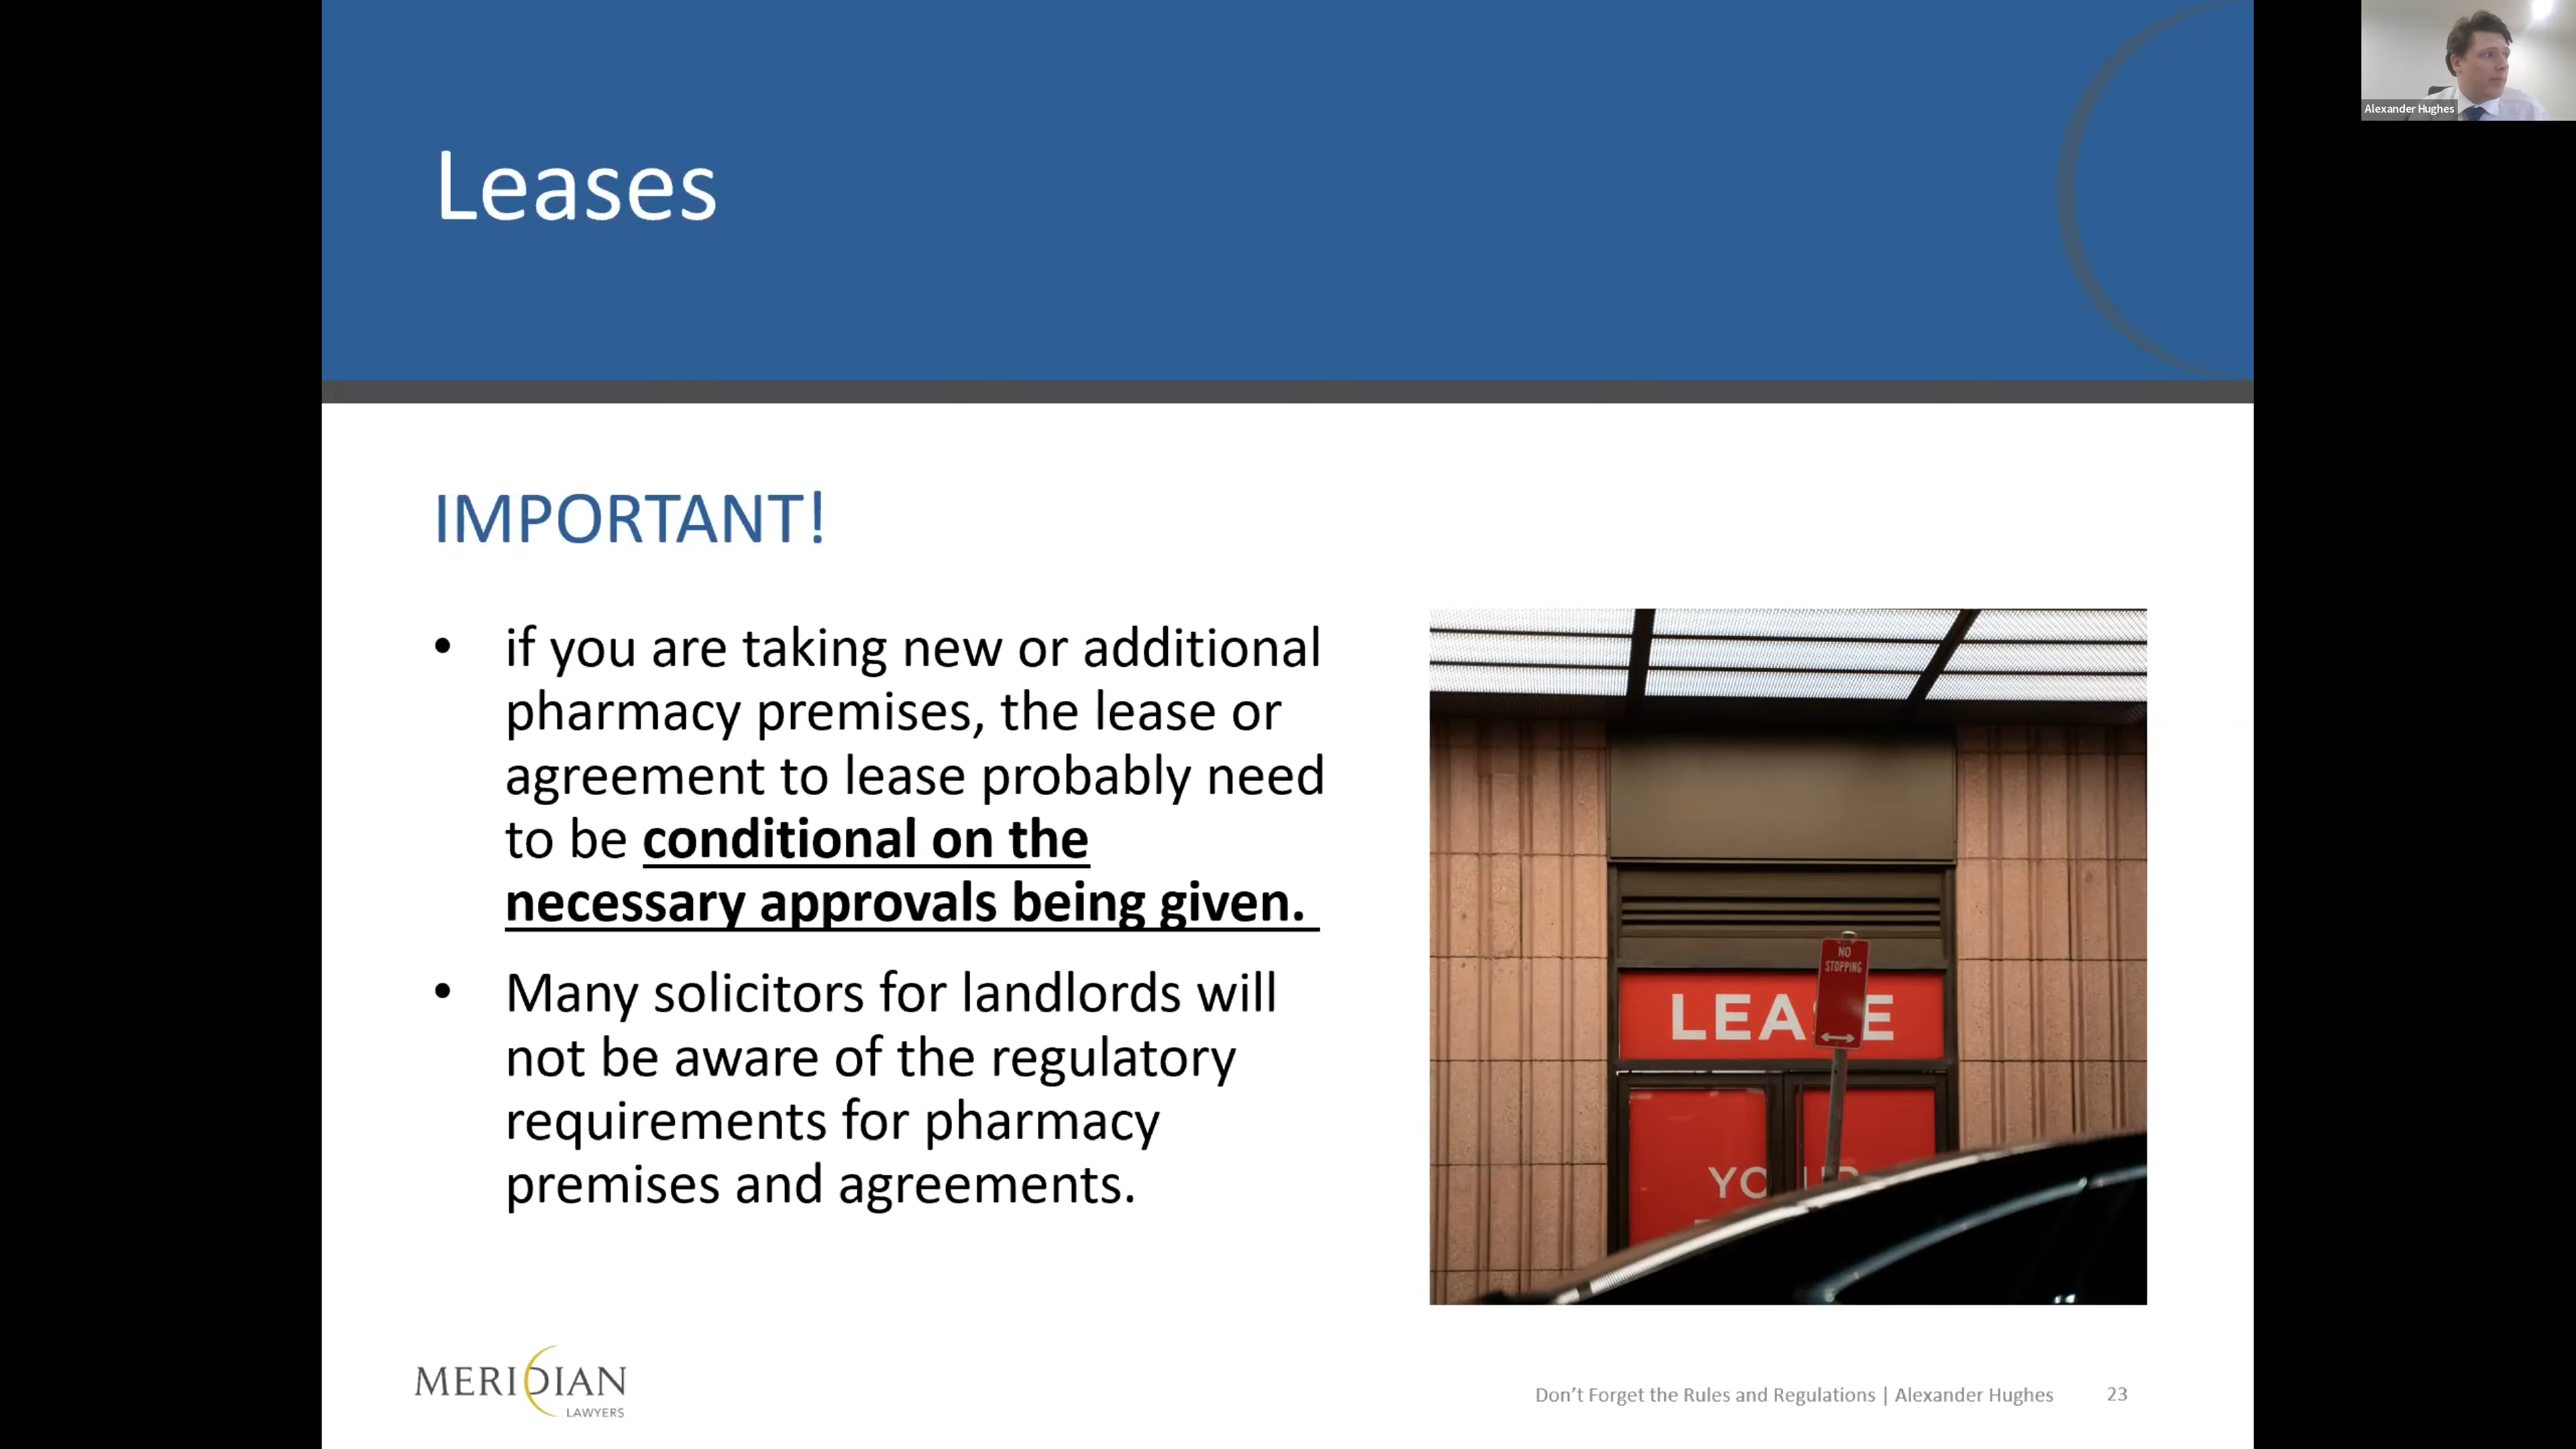 Leases
Alexander Hughes
IMPORTANT!
• if you are taking new or additional
pharmacy premises, the lease or
agreement to lease probably need
to be conditional on the
necessary approvals being given.
• Many solicitors for landlords will
not be aware of the regulatory
requirements for pharmacy
premises and agreements.
NO
STOPPING
LEA E
MERIDIAN
LAWYERS
Don’t Forget the Rules and Regulations | Alexander Hughes 23